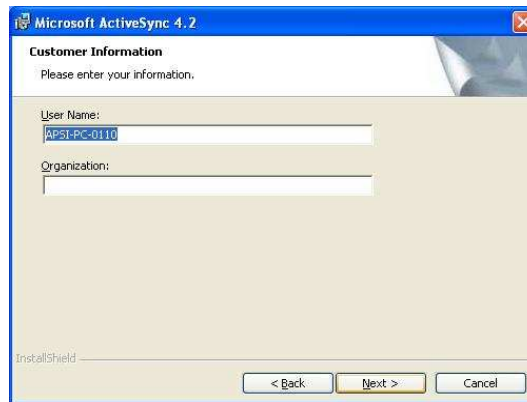 Microsoft ActiveSync 4.2
Customer Information
Please enter your information.
User Name:
APSI-PC-0110
Organization:
InstallShield
< Back
Next >
Cancel